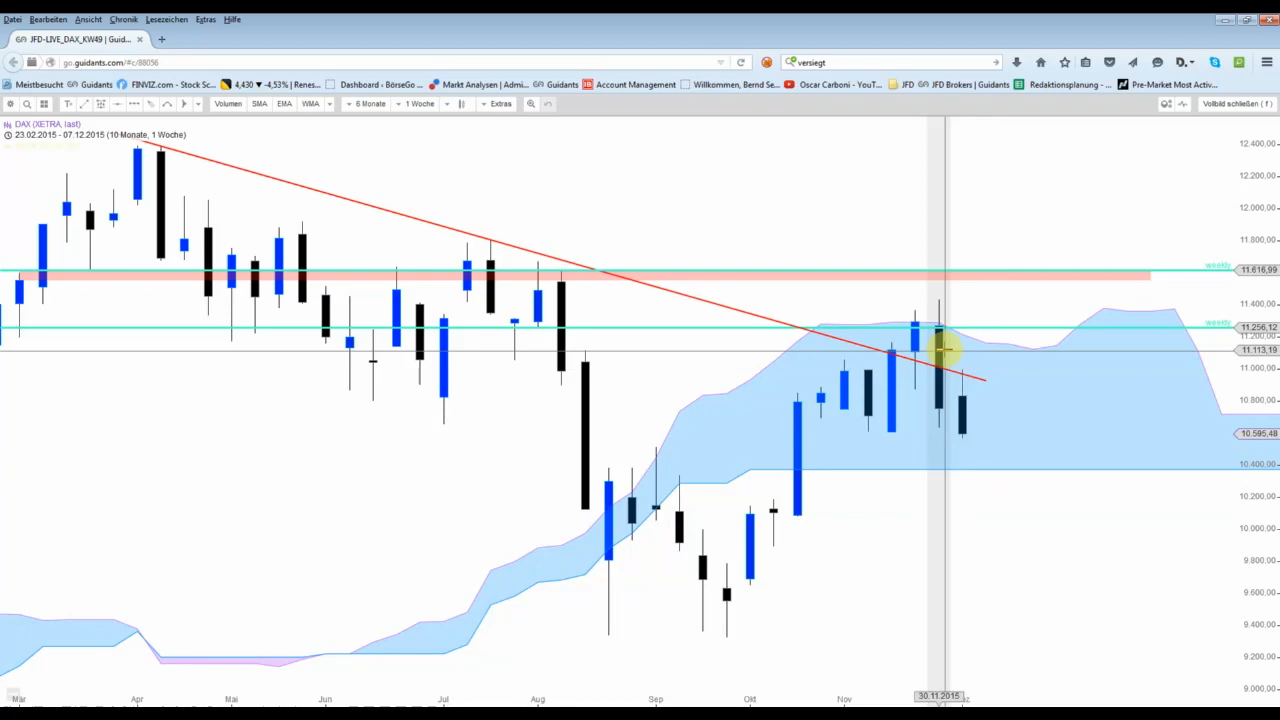 Datei Bearbeiten Ansicht Chronik Lesezeichen Extras Hilfe
JFD-LIVE_DAX_KW49 | Guid...
go.guidants.com/#c/88056
versiegt
Meistbesucht Guidants FINVIZ.com - Stock Sc... 4,430 ▼ -4,53% | Renes... Dashboard - BörseGo ... Markt Analysen | Admi... Guidants Account Management Willkommen, Bernd Se... Oscar Carboni - YouT... JFD JFD Brokers | Guidants Redaktionsplanung - ... Pre-Market Most Activ...
Volumen SMA EMA WMA 6 Monate 1 Woche Extras Vollbild schließen ( f )
DAX (XETRA, last)
23.02.2015 - 07.12.2015 (10 Monate, 1 Woche)
12.400,00
12.200,00
12.000,00
11.800,00
weekly 11.616,99
11.400,00
weekly 11.256,12
11.200,00
11.113,19
11.000,00
10.800,00
10.595,48
10.400,00
10.200,00
10.000,00
9.800,00
9.600,00
9.400,00
9.200,00
9.000,00
Mär Apr Mai Jun Jul Aug Sep Okt Nov 30.11.2015